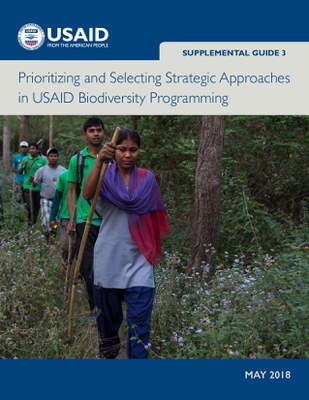 USAID
FROM THE AMERICAN PEOPLE
SUPPLEMENTAL GUIDE 3
Prioritizing and Selecting Strategic Approaches
in USAID Biodiversity Programming
MAY 2018